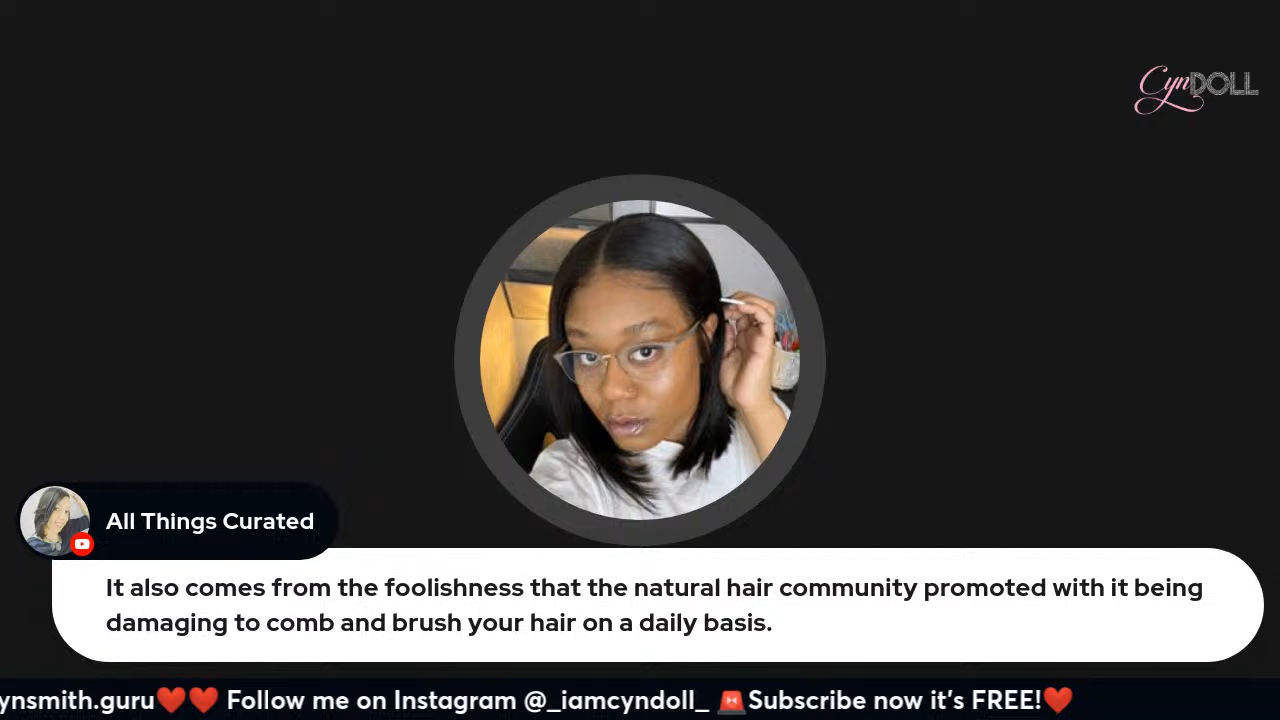 CynDOLL
All Things Curated
It also comes from the foolishness that the natural hair community promoted with it being
damaging to comb and brush your hair on a daily basis.
ynsmith.guru❤️❤️ Follow me on Instagram @_iamcyndoll_ 🚨Subscribe now it's FREE!❤️